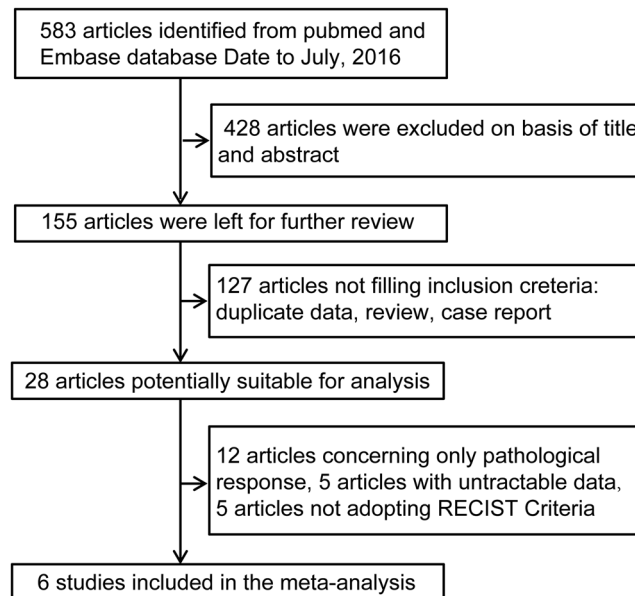 583 articles identified from pubmed and
Embase database Date to July, 2016
428 articles were excluded on basis of title
and abstract
155 articles were left for further review
127 articles not filling inclusion creteria:
duplicate data, review, case report
28 articles potentially suitable for analysis
12 articles concerning only pathological
response, 5 articles with untractable data,
5 articles not adopting RECIST Criteria
6 studies included in the meta-analysis